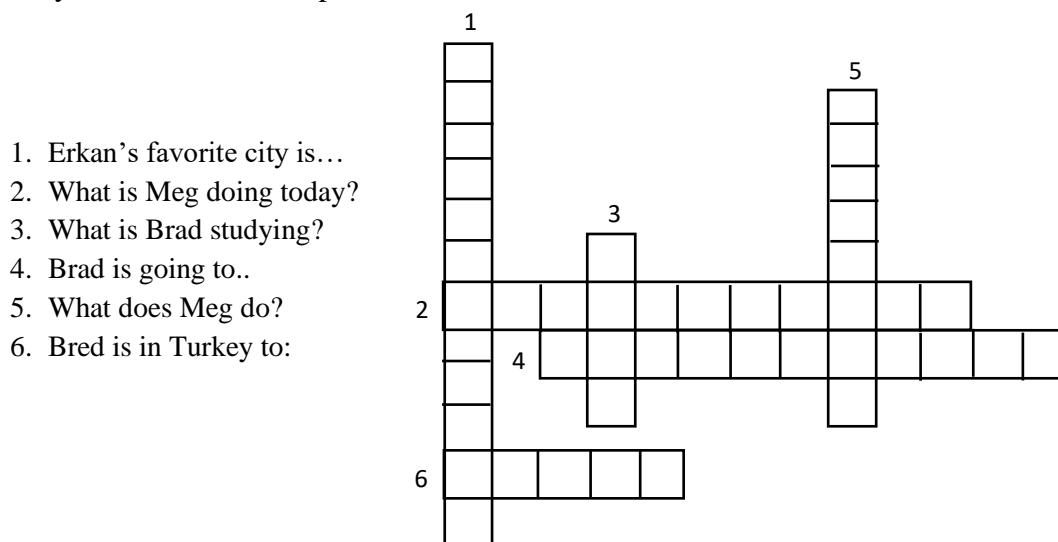 1
5
1. Erkan’s favorite city is…
2. What is Meg doing today?
3. What is Brad studying?
3
4. Brad is going to..
5. What does Meg do?
2
6. Bred is in Turkey to:
4
6